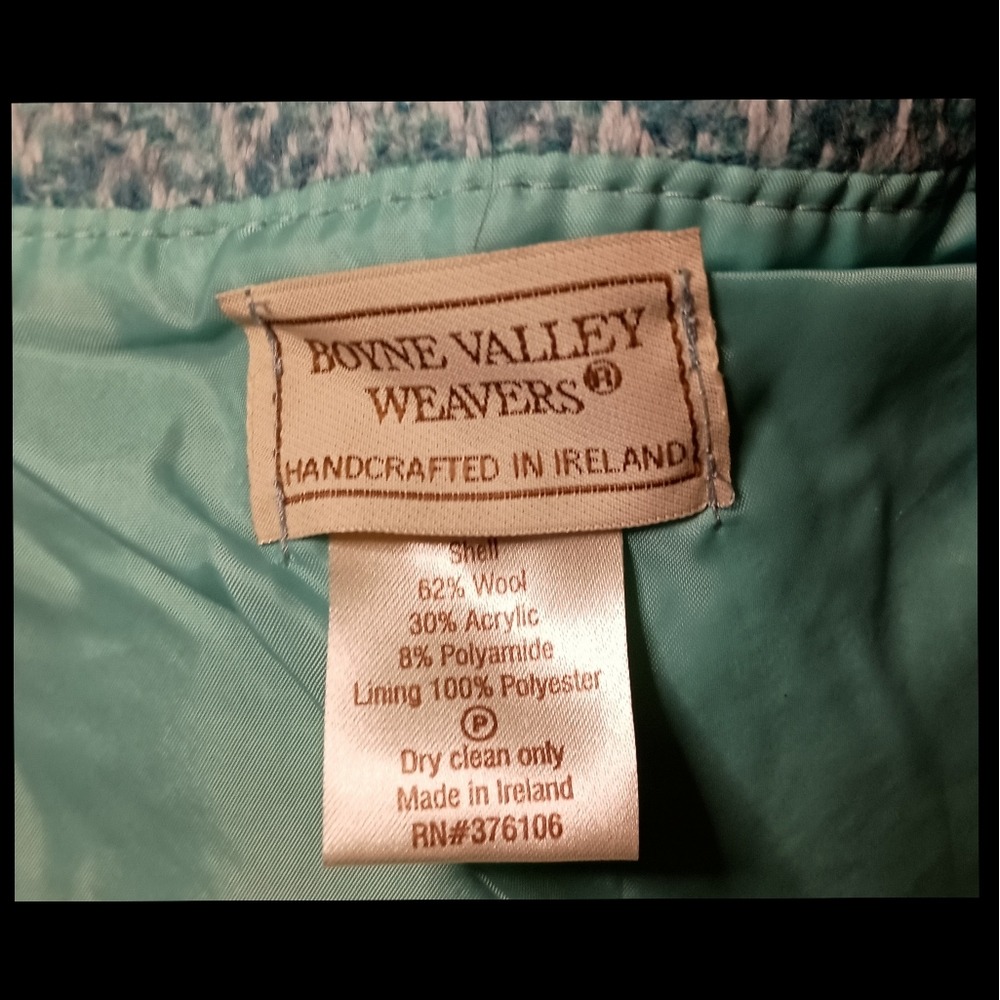 BOYNE VALLEY
WEAVERS®
HANDCRAFTED IN IRELAND
Shell
62% Wool
30% Acrylic
8% Polyamide
Lining 100% Polyester
Ⓟ
Dry clean only
Made in Ireland
RN#376106